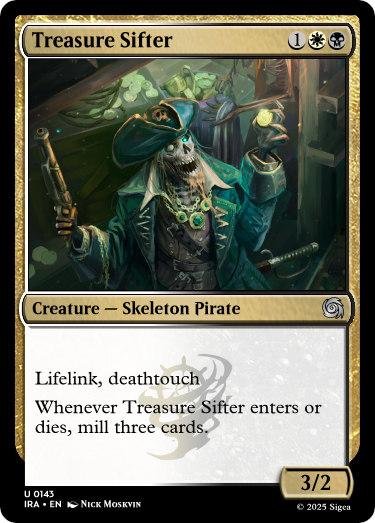 Treasure Sifter 1
Creature — Skeleton Pirate
Lifelink, deathtouch
Whenever Treasure Sifter enters or
dies, mill three cards.
3/2
U 0143
IRA • EN Nick Moskvin
© 2025 Sigea